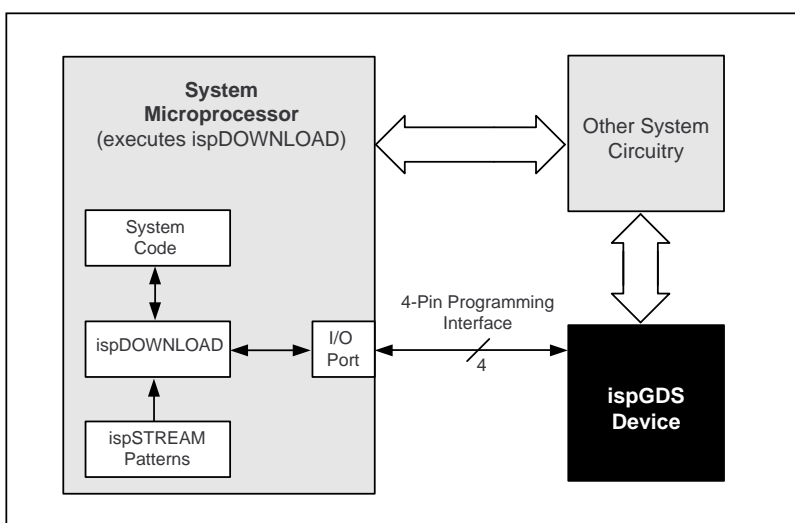 System
Microprocessor
(executes ispDOWNLOAD)
System
Code
ispDOWNLOAD
ispSTREAM
Patterns
I/O
Port
4-Pin Programming
Interface
4
Other System
Circuitry
ispGDS
Device